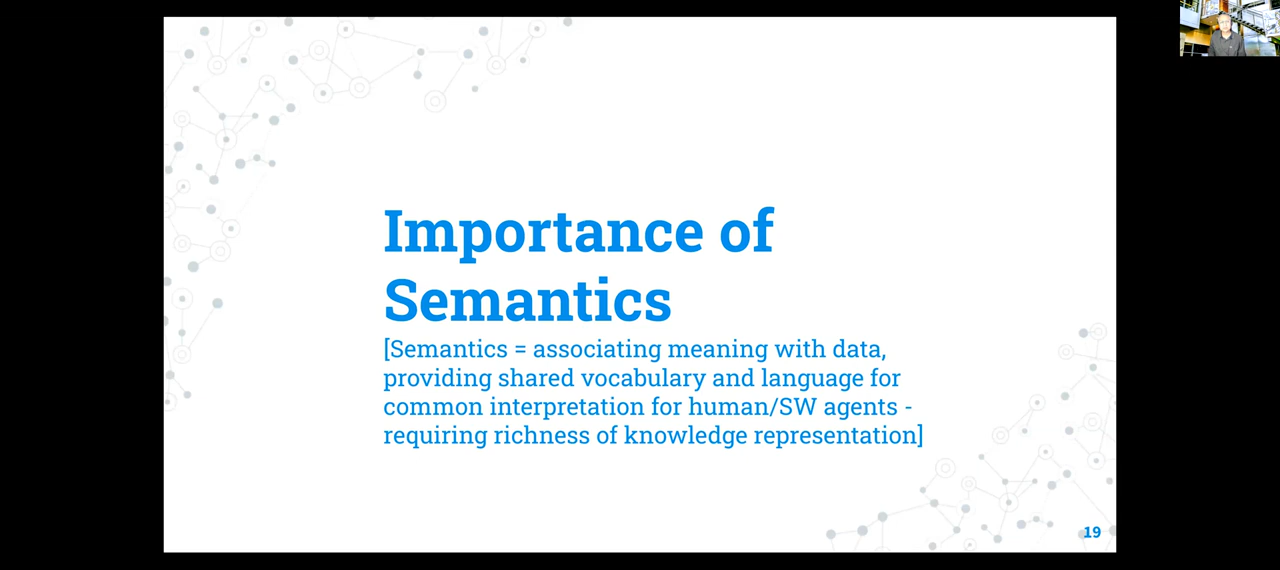 Importance of
Semantics
[Semantics = associating meaning with data,
providing shared vocabulary and language for
common interpretation for human/SW agents -
requiring richness of knowledge representation]
19